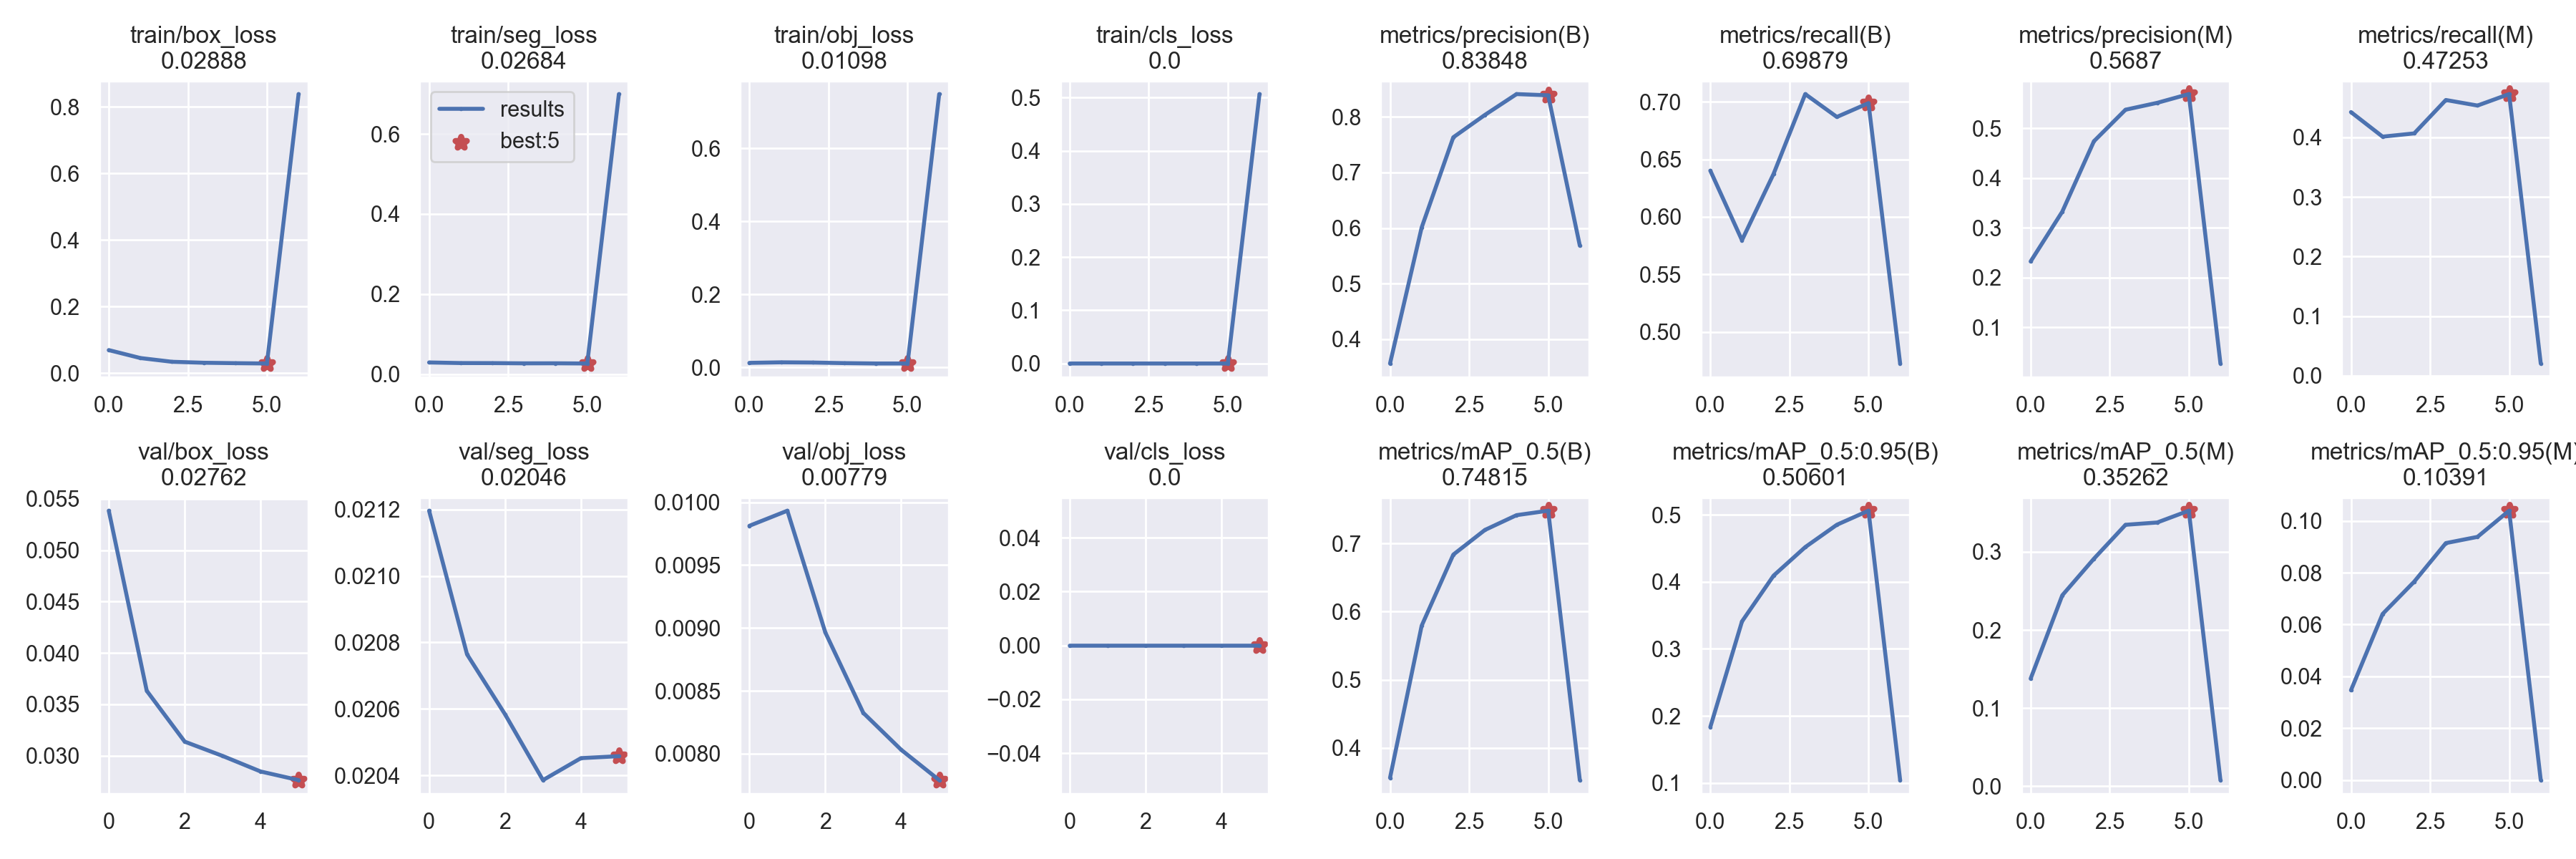 train/box_loss
0.02888
0.8
0.6
0.4
0.2
0.0
0.0 2.5 5.0
train/seg_loss
0.02684
results
best:5
0.6
0.4
0.2
0.0
0.0 2.5 5.0
train/obj_loss
0.01098
0.6
0.4
0.2
0.0
0.0 2.5 5.0
train/cls_loss
0.0
0.5
0.4
0.3
0.2
0.1
0.0
0.0 2.5 5.0
metrics/precision(B)
0.83848
0.8
0.7
0.6
0.5
0.4
0.0 2.5 5.0
metrics/recall(B)
0.69879
0.70
0.65
0.60
0.55
0.50
0.0 2.5 5.0
metrics/precision(M)
0.5687
0.5
0.4
0.3
0.2
0.1
0.0 2.5 5.0
metrics/recall(M)
0.47253
0.4
0.3
0.2
0.1
0.0
0.0 2.5 5.0
val/box_loss
0.02762
0.055
0.050
0.045
0.040
0.035
0.030
0 2 4
val/seg_loss
0.02046
0.0212
0.0210
0.0208
0.0206
0.0204
0 2 4
val/obj_loss
0.00779
0.0100
0.0095
0.0090
0.0085
0.0080
0 2 4
val/cls_loss
0.0
0.04
0.02
0.00
−0.02
−0.04
0 2 4
metrics/mAP_0.5(B)
0.74815
0.7
0.6
0.5
0.4
0.0 2.5 5.0
metrics/mAP_0.5:0.95(B)
0.50601
0.5
0.4
0.3
0.2
0.1
0.0 2.5 5.0
metrics/mAP_0.5(M)
0.35262
0.3
0.2
0.1
0.0
0.0 2.5 5.0
metrics/mAP_0.5:0.95(M)
0.10391
0.10
0.08
0.06
0.04
0.02
0.00
0.0 2.5 5.0